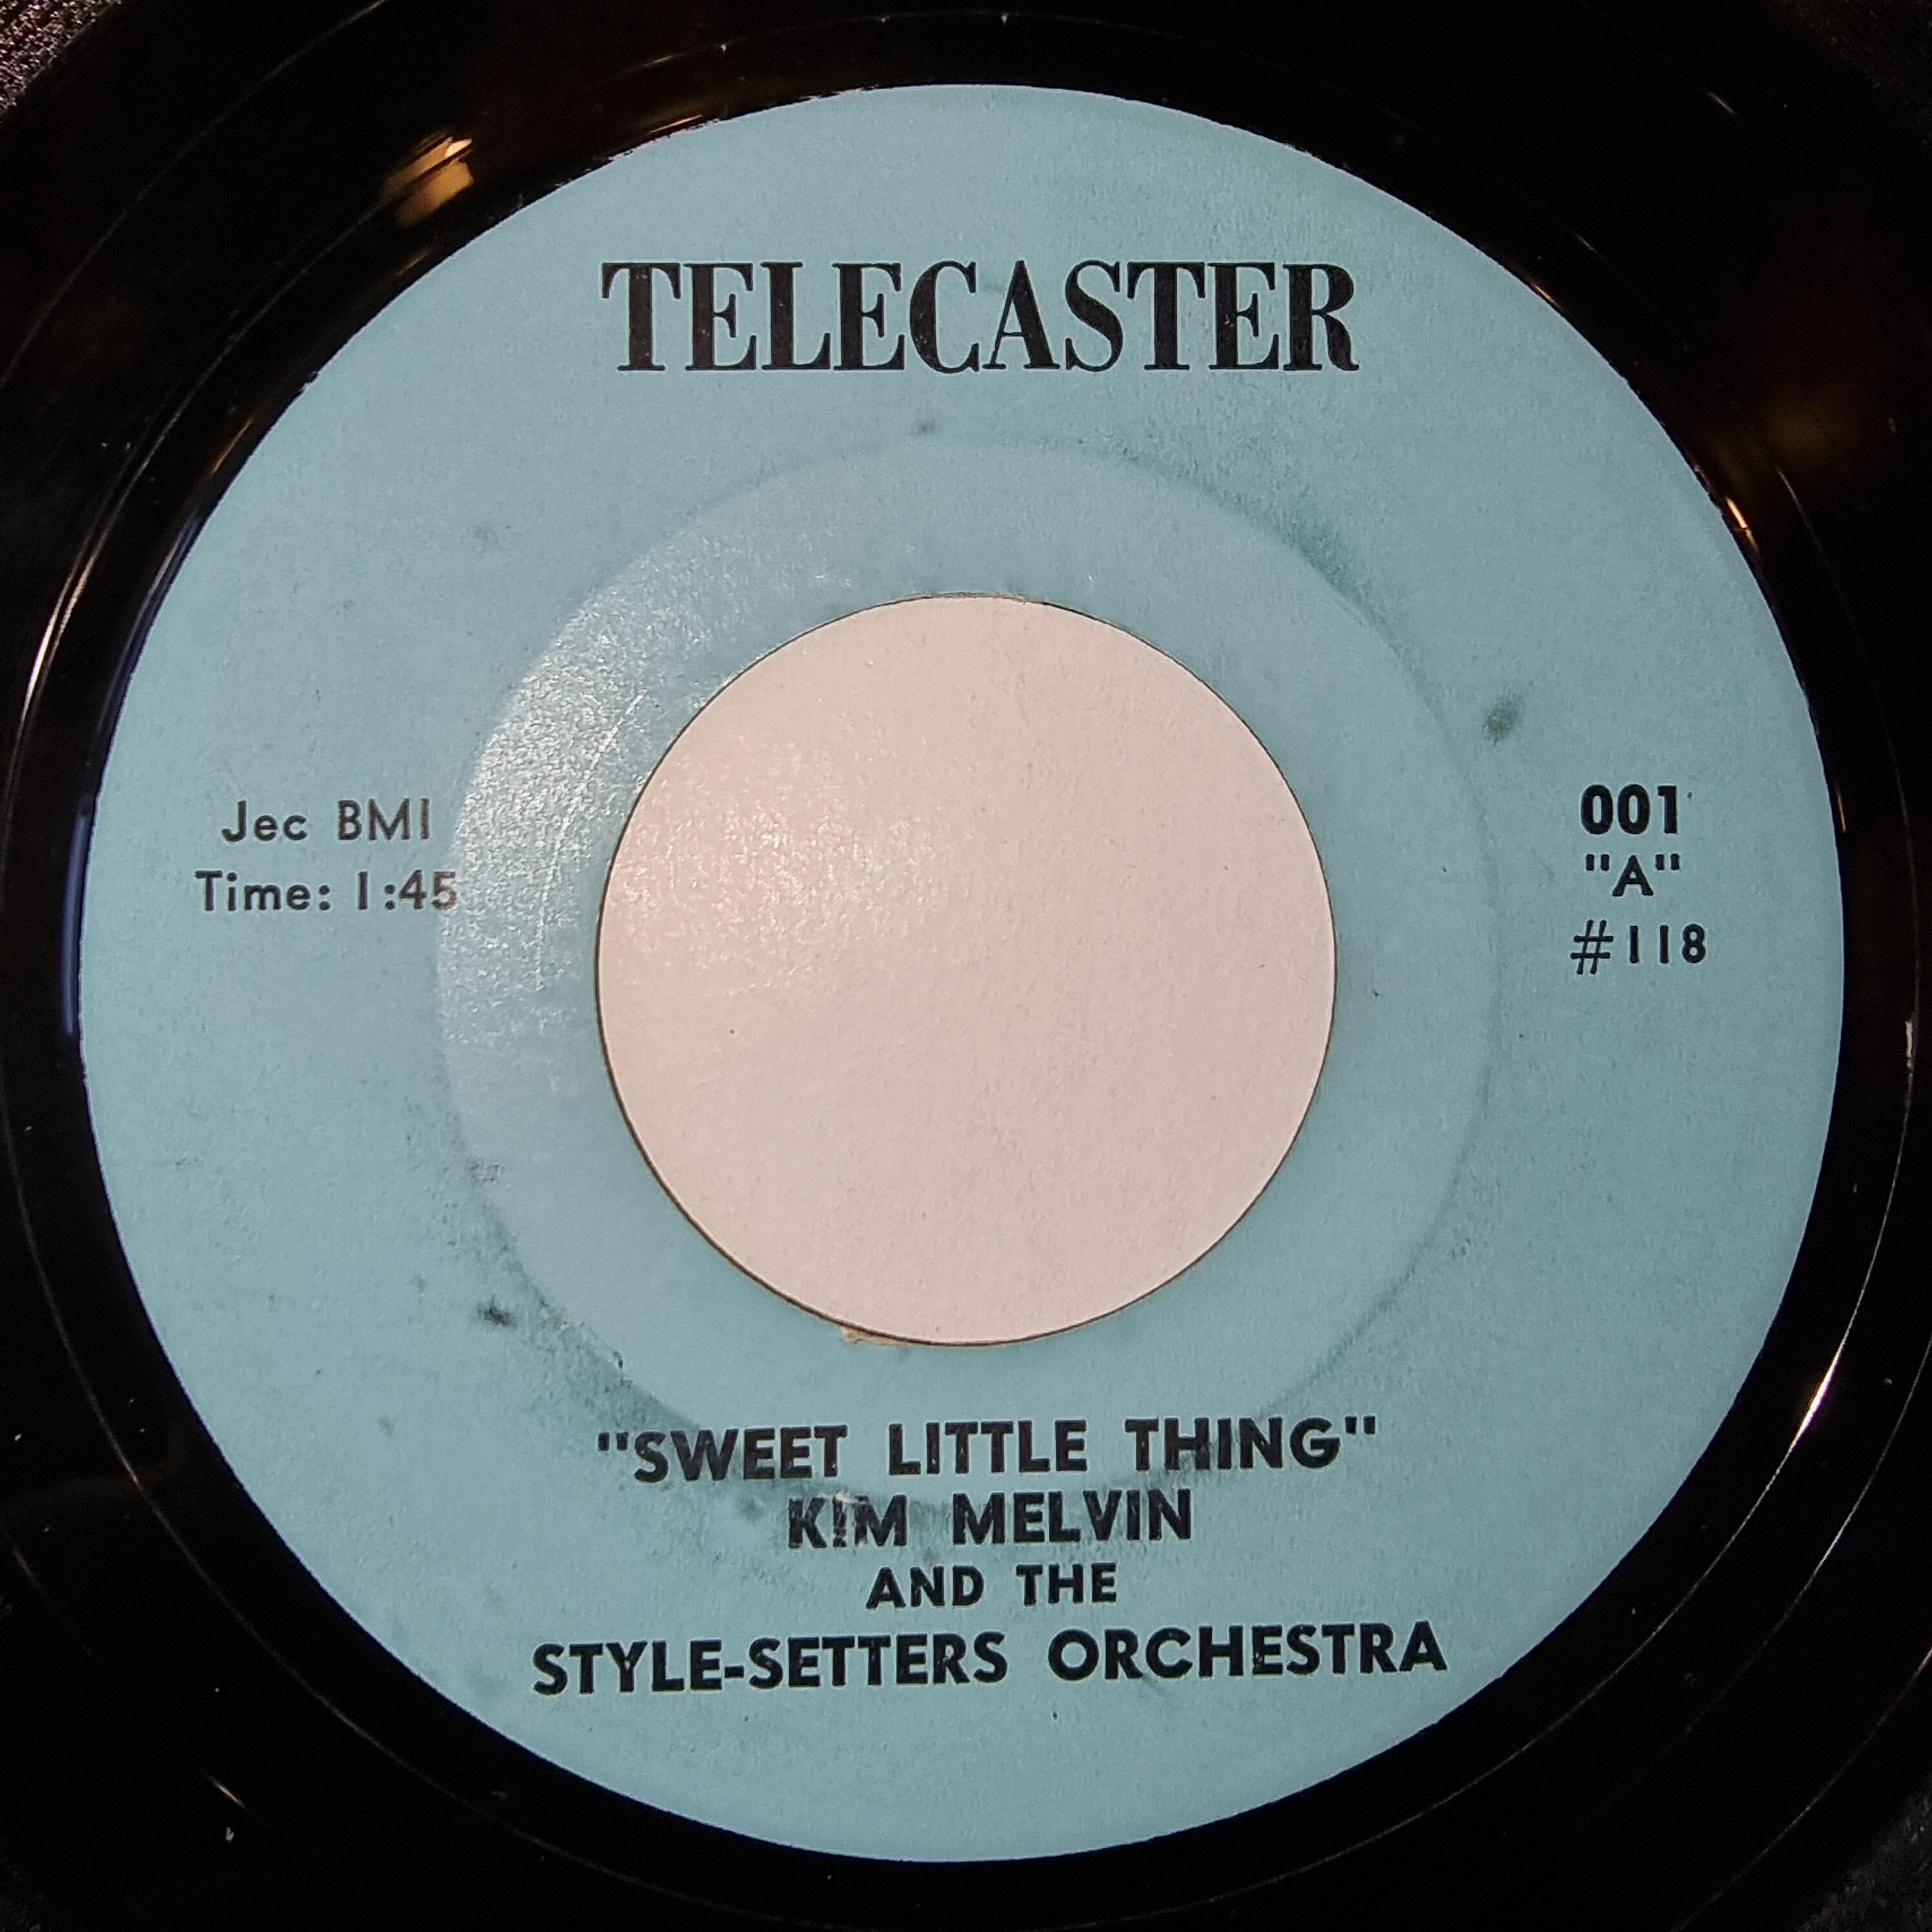 TELECASTER
Jec BMI
Time: 1:45
001
"A"
#118
"SWEET LITTLE THING"
KIM MELVIN
AND THE
STYLE-SETTERS ORCHESTRA